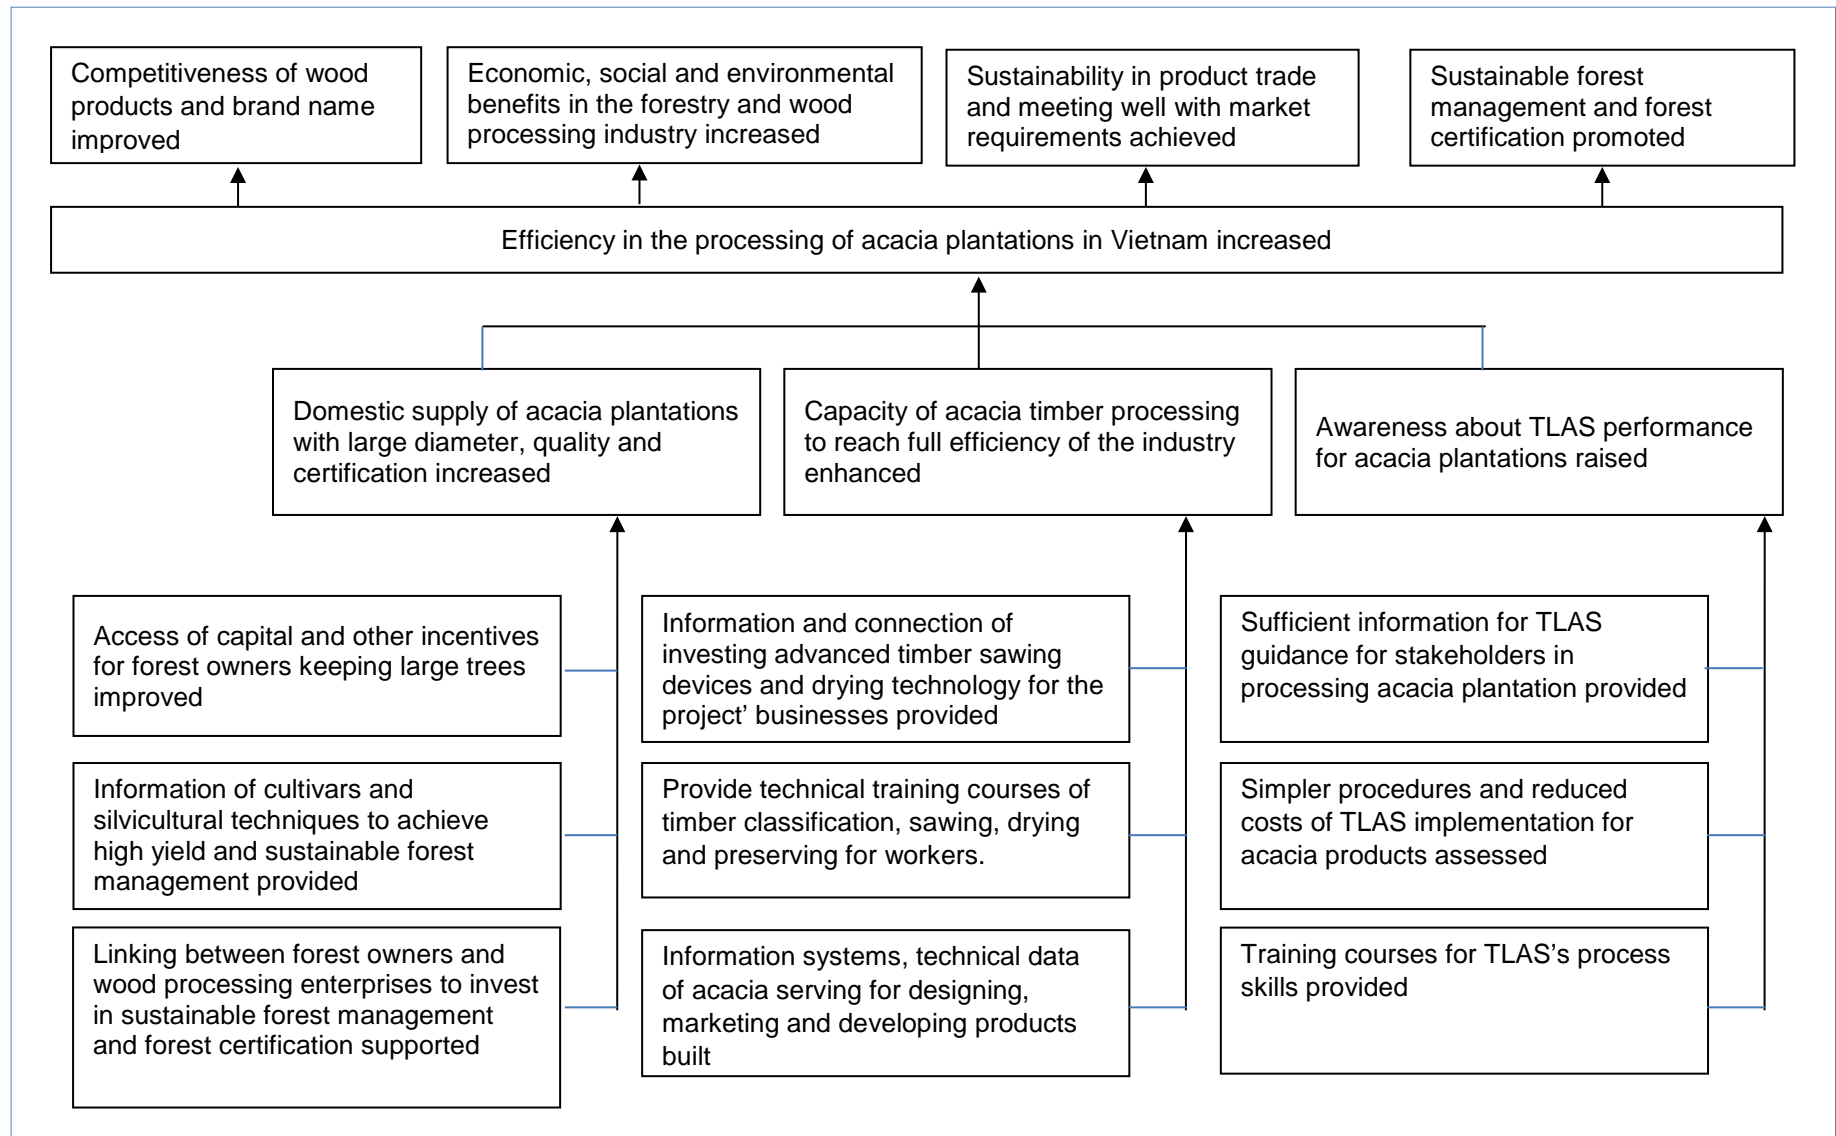 Competitiveness of wood
products and brand name
improved
Economic, social and environmental
benefits in the forestry and wood
processing industry increased
Sustainability in product trade
and meeting well with market
requirements achieved
Sustainable forest
management and forest
certification promoted
Efficiency in the processing of acacia plantations in Vietnam increased
Domestic supply of acacia plantations
with large diameter, quality and
certification increased
Capacity of acacia timber processing
to reach full efficiency of the industry
enhanced
Awareness about TLAS performance
for acacia plantations raised
Access of capital and other incentives
for forest owners keeping large trees
improved
Information and connection of
investing advanced timber sawing
devices and drying technology for the
project’ businesses provided
Sufficient information for TLAS
guidance for stakeholders in
processing acacia plantation provided
Information of cultivars and
silvicultural techniques to achieve
high yield and sustainable forest
management provided
Provide technical training courses of
timber classification, sawing, drying
and preserving for workers.
Simpler procedures and reduced
costs of TLAS implementation for
acacia products assessed
Linking between forest owners and
wood processing enterprises to invest
in sustainable forest management
and forest certification supported
Information systems, technical data
of acacia serving for designing,
marketing and developing products
built
Training courses for TLAS’s process
skills provided